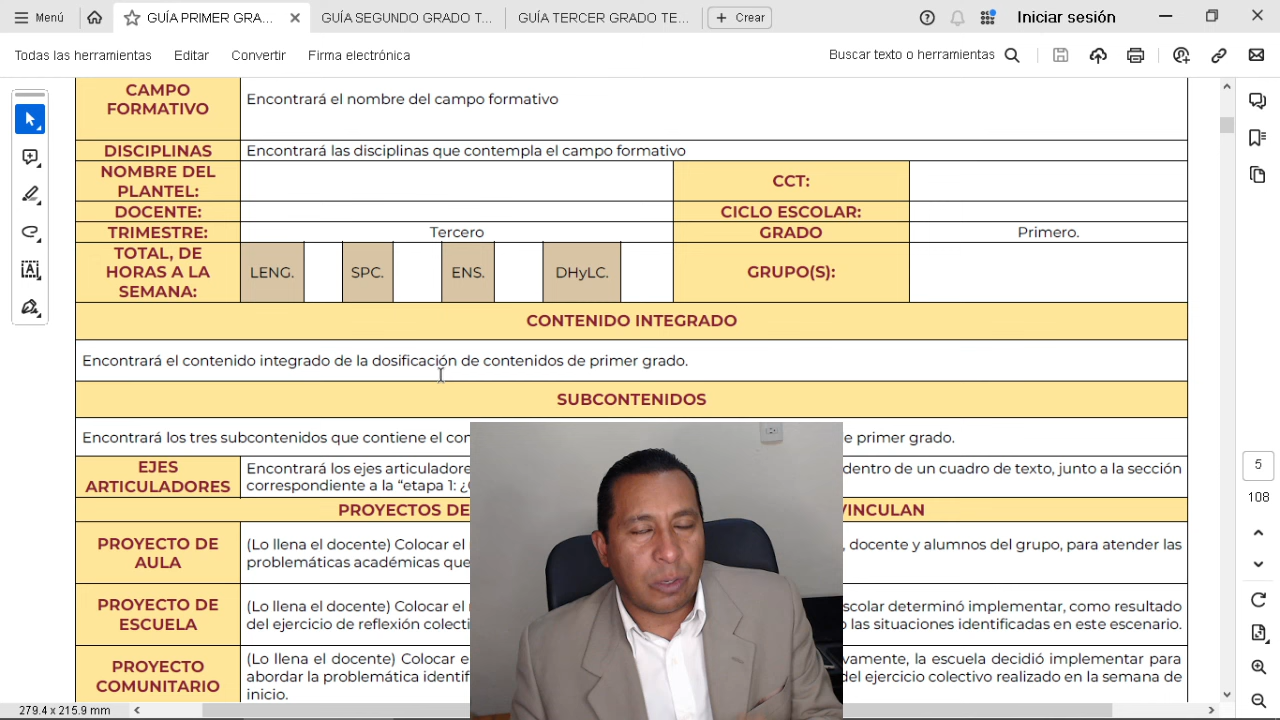 Menú
GUÍA PRIMER GRA...
GUÍA SEGUNDO GRADO T...
GUÍA TERCER GRADO TE...
Crear
Iniciar sesión
Todas las herramientas
Editar
Convertir
Firma electrónica
Buscar texto o herramientas
CAMPO
FORMATIVO
Encontrará el nombre del campo formativo
DISCIPLINAS
Encontrará las disciplinas que contempla el campo formativo
NOMBRE DEL
PLANTEL:
CCT:
DOCENTE:
CICLO ESCOLAR:
TRIMESTRE:
Tercero
GRADO
Primero.
TOTAL, DE
HORAS A LA
SEMANA:
LENG.
SPC.
ENS.
DHyLC.
GRUPO(S):
CONTENIDO INTEGRADO
Encontrará el contenido integrado de la dosificación de contenidos de primer grado.
SUBCONTENIDOS
Encontrará los tres subcontenidos que contiene el con
e primer grado.
EJES
ARTICULADORES
Encontrará los ejes articuladore
dentro de un cuadro de texto, junto a la sección
correspondiente a la “etapa 1: ¿
PROYECTOS DE
VINCULAN
PROYECTO DE
AULA
(Lo llena el docente) Colocar el
, docente y alumnos del grupo, para atender las
problemáticas académicas que
PROYECTO DE
ESCUELA
(Lo llena el docente) Colocar el
scolar determinó implementar, como resultado
del ejercicio de reflexión colecti
o las situaciones identificadas en este escenario.
PROYECTO
COMUNITARIO
(Lo llena el docente) Colocar e
vamente, la escuela decidió implementar para
abordar la problemática identif
del ejercicio colectivo realizado en la semana de
inicio.
5
108
279.4 x 215.9 mm